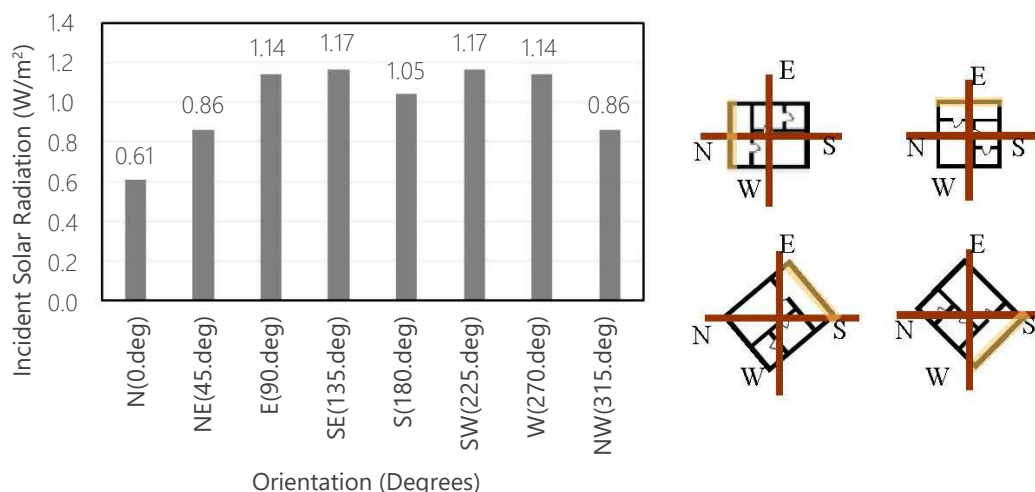 Incident Solar Radiation (W/m²)
1.4
1.2
1.0
0.8
0.6
0.4
0.2
0.0
0.61
0.86
1.14
1.17
1.05
1.17
1.14
0.86
N(0.deg)
NE(45.deg)
E(90.deg)
SE(135.deg)
S(180.deg)
SW(225.deg)
W(270.deg)
NW(315.deg)
Orientation (Degrees)
E
N
S
W
E
N
S
W
E
N
S
W
E
N
S
W